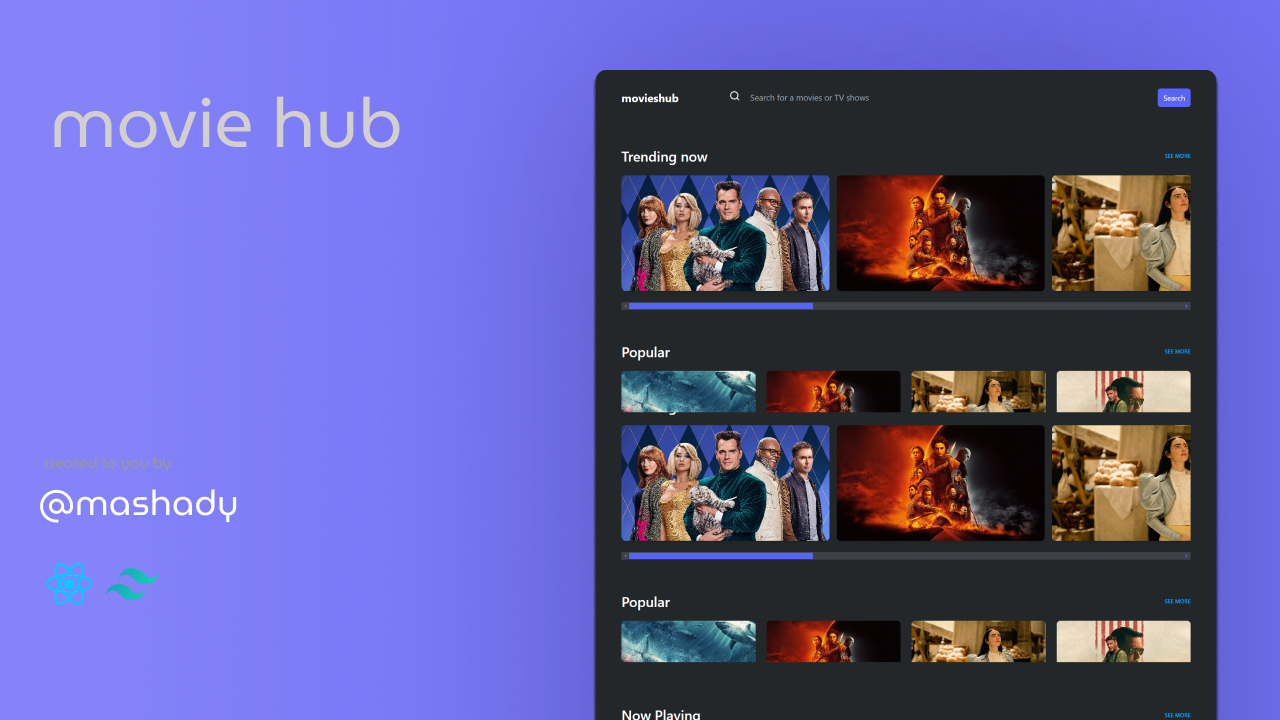 movie hub
created to you by
@mashady
movieshub
Search for a movies or TV shows
Search
Trending now
SEE MORE
Popular
SEE MORE
Popular
SEE MORE
Now Playing
SEE MORE